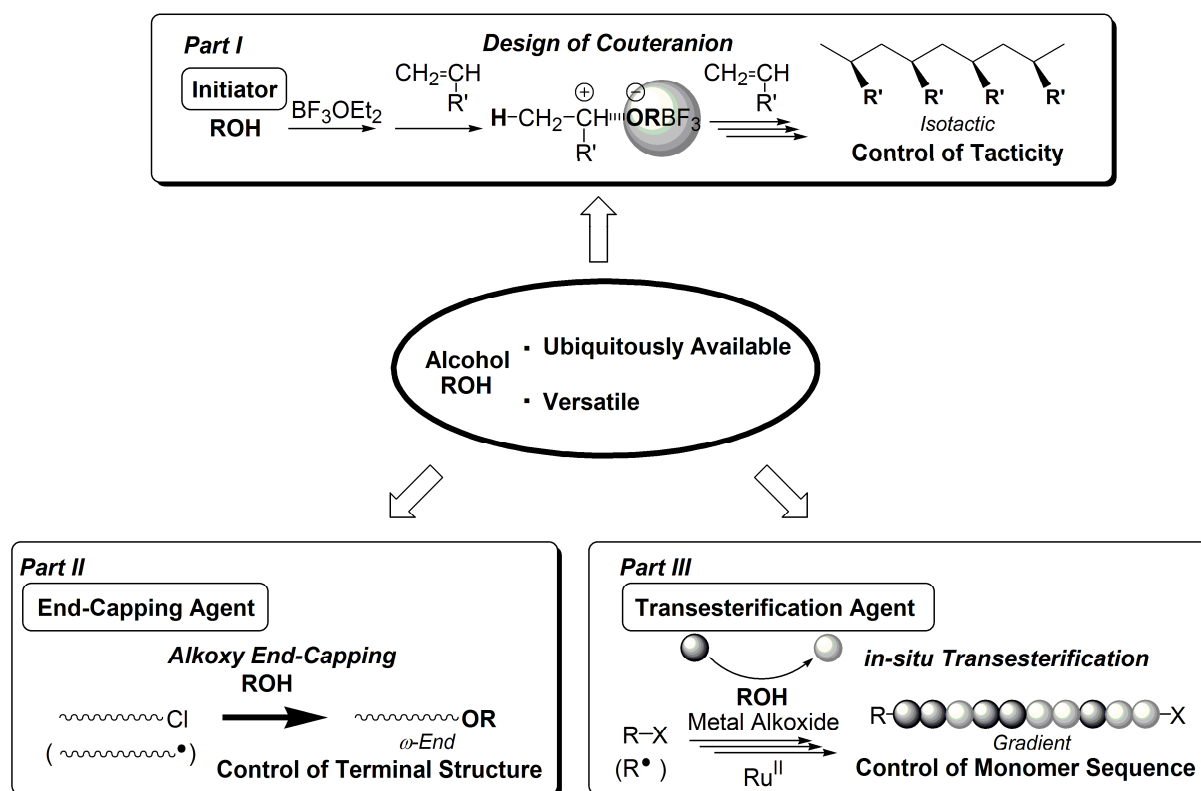 Part I
Design of Couteranion
Initiator
ROH
BF3OEt2
CH2=CH
R'
H-CH2-CH
R'
ORBF3
CH2=CH
R'
R' R' R' R'
Isotactic
Control of Tacticity
Alcohol
ROH
· Ubiquitously Available
· Versatile
Part II
End-Capping Agent
Alkoxy End-Capping
ROH
Cl
OR
( •)
ω-End
Control of Terminal Structure
Part III
Transesterification Agent
in-situ Transesterification
ROH
Metal Alkoxide
R-X
(R•)
RuII
R X
Gradient
Control of Monomer Sequence